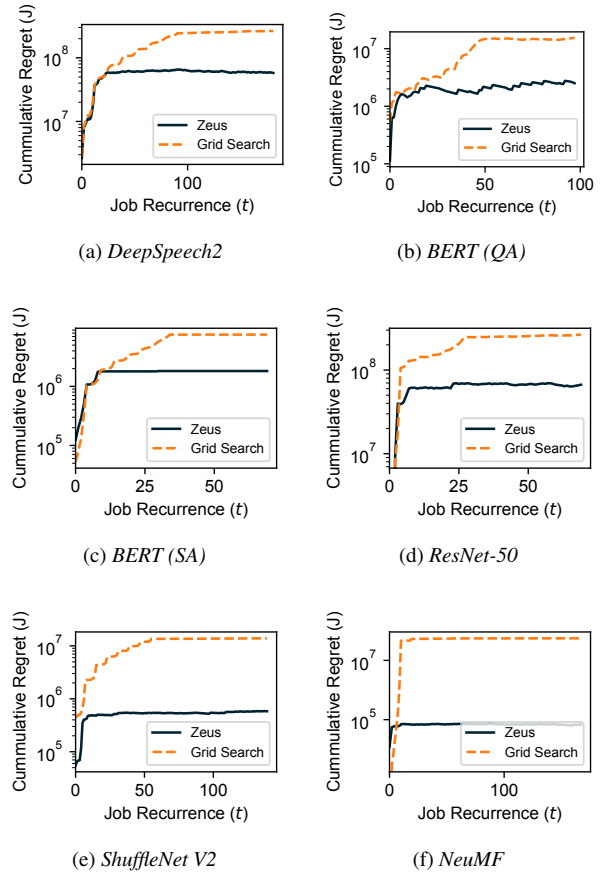 Cummulative Regret (J)
10^8
10^7
Zeus
Grid Search
0
100
Job Recurrence (t)
(a) DeepSpeech2
Cummulative Regret (J)
10^7
10^6
10^5
Zeus
Grid Search
0
50
100
Job Recurrence (t)
(b) BERT (QA)
Cummulative Regret (J)
10^6
10^5
Zeus
Grid Search
0
25
50
Job Recurrence (t)
(c) BERT (SA)
Cummulative Regret (J)
10^8
10^7
Zeus
Grid Search
0
25
50
Job Recurrence (t)
(d) ResNet-50
Cummulative Regret (J)
10^7
10^6
10^5
Zeus
Grid Search
0
50
100
Job Recurrence (t)
(e) ShuffleNet V2
Cummulative Regret (J)
10^7
10^5
Zeus
Grid Search
0
100
Job Recurrence (t)
(f) NeuMF